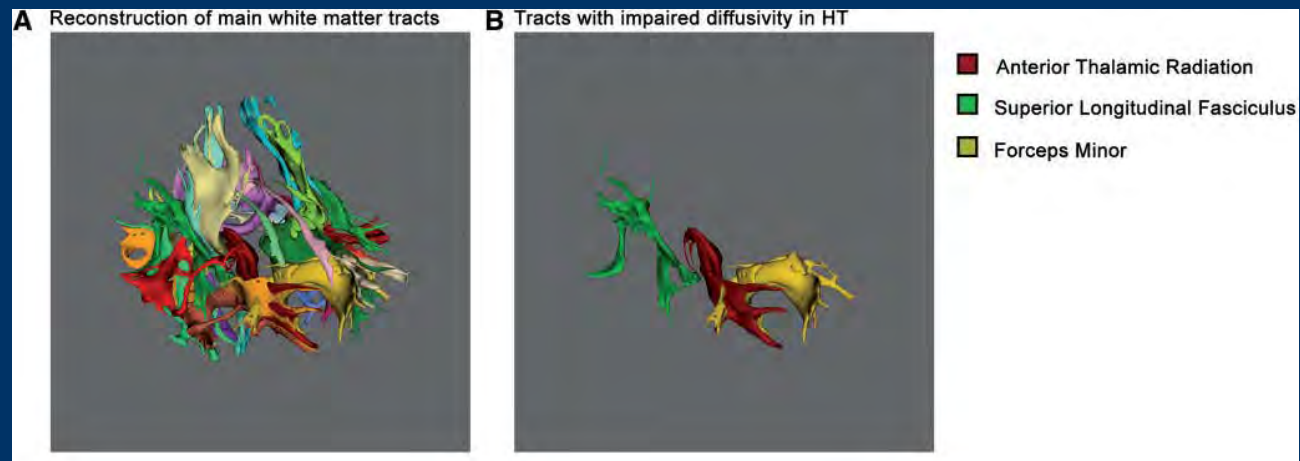 A Reconstruction of main white matter tracts
B Tracts with impaired diffusivity in HT
Anterior Thalamic Radiation
Superior Longitudinal Fasciculus
Forceps Minor